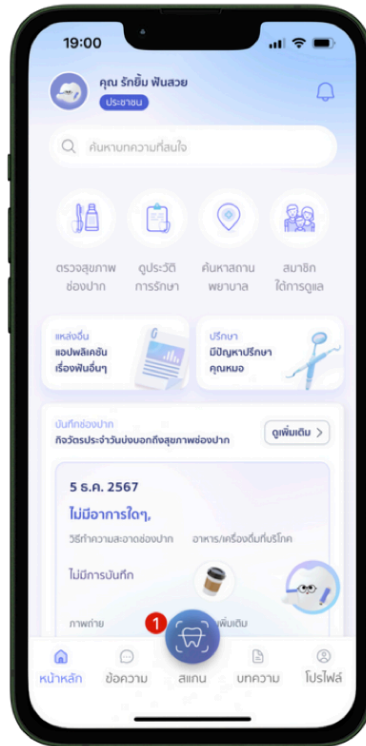 19:00
คุณ รักยิ้ม ฟันสวย
ประชาชน
ค้นหาบทความที่สนใจ
ตรวจสุขภาพ
ช่องปาก
ดูประวัติ
การรักษา
ค้นหาสถาน
พยาบาล
สมาชิก
ใต้การดูแล
แหล่งอื่น
แอปพลิเคชัน
เรื่องฟันอื่นๆ
ปรึกษา
มีปัญหาปรึกษา
คุณหมอ
บันทึกช่องปาก
กิจวัตรประจำวันบ่งบอกถึงสุขภาพช่องปาก
ดูเพิ่มเติม >
5 ธ.ค. 2567
ไม่มีอาการใดๆ,
วิธีทำความสะอาดช่องปาก
อาหาร/เครื่องดื่มที่บริโภค
ไม่มีการบันทึก
ภาพถ่าย
เพิ่มเติม
1
หน้าหลัก
ข้อความ
สแกน
บทความ
โปรไฟล์